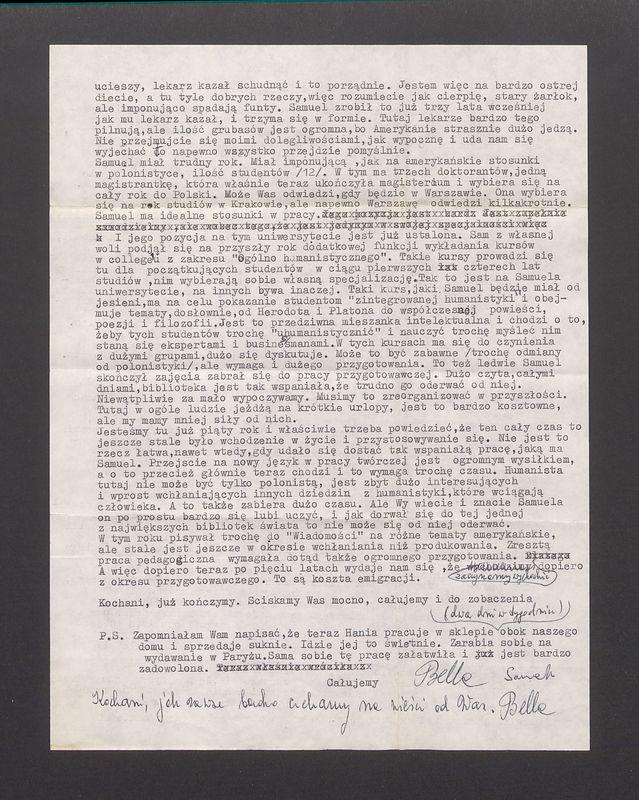 ucieszy, lekarz kazał schudnąć i to porządnie. Jestem więc na bardzo ostrej
diecie, a tu tyle dobrych rzeczy,więc rozumiecie jak cierpię, stary żarłok,
ale imponująco spadają funty. Samuel zrobił to już trzy lata wcześniej
jak mu lekarz kazał, i trzyma się w formie. Tutaj lekarze bardzo tego
pilnują,ale ilość grubasów jest ogromna,bo Amerykanie strasznie dużo jedzą.
Nie przejmujcie się moimi dolegliwościami,jak wypocznę i uda nam się
wyjechać to napewno wszystko przejdzie pomyślnie.
Samuel miał trudny rok. Miał imponującą ,jak na amerykańskie stosunki
w polonistyce, ilość studentów /12/. W tym ma trzech doktorantów,jedną
magistrantkę, która właśnie teraz ukończyła magisterium i wybiera się na
cały rok do Polski. Może Was odwiedzi,gdy będzie w Warszawie. Ona wybiera
się na rok studiów w Krakowie,ale napewno Warszawę odwiedzi kilkakrotnie.
Samuel ma idealne stosunki w pracy.
I jego pozycja na tym uniwersytecie jest już ustalona. Sam z własnej
woli podjął się na przyszły rok dodatkowej funkcji wykładania kursów
w college'u z zakresu "Ogólno humanistycznego". Takie kursy prowadzi się
tu dla początkujących studentów w ciągu pierwszych czterech lat
studiów ,nim wybierają sobie własną specjalizację.Tak to jest na Samuela
uniwersytecie, na innych bywa inaczej. Taki kurs,jaki Samuel będzie miał od
jesieni,ma na celu pokazanie studentom "zintegrowanej humanistyki" i obej-
muje tematy,dosłownie,od Herodota i Platona do współczesnej powieści,
poezji i filozofii.Jest to przedziwna mieszanka intelektualna i chodzi o to,
żeby tych studentów trochę "uhumanistycznić" i nauczyć trochę myśleć nim
staną się ekspertami i businessmanami.W tych kursach ma się do czynienia
z dużymi grupami,dużo się dyskutuje. Może to być zabawne /trochę odmiany
od polonistyki/,ale wymaga i dużego przygotowania. To też ledwie Samuel
skończył zajęcia zabrał się do pracy przygotowawczej. Dużo czyta,całymi
dniami,biblioteka jest tak wspaniała,że trudno go oderwać od niej.
Niewątpliwie za mało wypoczywamy. Musimy to zreorganizować w przyszłości.
Tutaj w ogóle ludzie jeżdżą na krótkie urlopy, jest to bardzo kosztowne,
ale my mamy mniej siły od nich.
Jesteśmy tu już piąty rok i właściwie trzeba powiedzieć,że ten cały czas to
jeszcze stale było wchodzenie w życie i przystosowywanie się. Nie jest to
rzecz łatwa,nawet wtedy,gdy udało się dostać tak wspaniałą pracę,jaką ma
Samuel. Przejście na nowy język w pracy twórczej jest ogromnym wysiłkiem,
a o to przecież głównie teraz chodzi i to wymaga trochę czasu. Humanista
tutaj nie może być tylko polonistą, jest zbyt dużo interesujących
i wprost wchłaniających innych dziedzin z humanistyki,które wciągają
człowieka. A to także zabiera dużo czasu. Ale Wy wiecie i znacie Samuela
on po prostu bardzo się lubi uczyć, i jak dorwał się do tej jednej
z największych bibliotek świata to nie może się od niej oderwać.
W tym roku pisywał trochę do "Wiadomości" na różne tematy amerykańskie,
ale stale jest jeszcze w okresie wchłaniania niż produkowania. Zresztą
praca pedagogiczna wymagała dotąd także ogromnego przygotowania.
A więc dopiero teraz po pięciu latach wydaje nam się ,że zaczynamy wychodzić dopiero
z okresu przygotowawczego. To są koszta emigracji.
Kochani, już kończymy. Sciskamy Was mocno, całujemy i do zobaczenia
(dwa dni w tygodniu)
P.S. Zapomniałam Wam napisać,że teraz Hania pracuje w sklepie obok naszego
domu i sprzedaje suknie. Idzie jej to świetnie. Zarabia sobie na
wydawanie w Paryżu.Sama sobie tę pracę załatwiła i jest bardzo
zadowolona.
Całujemy Bella
Kochani, jak zawsze bardzo czekamy na wieści od Was. Bella